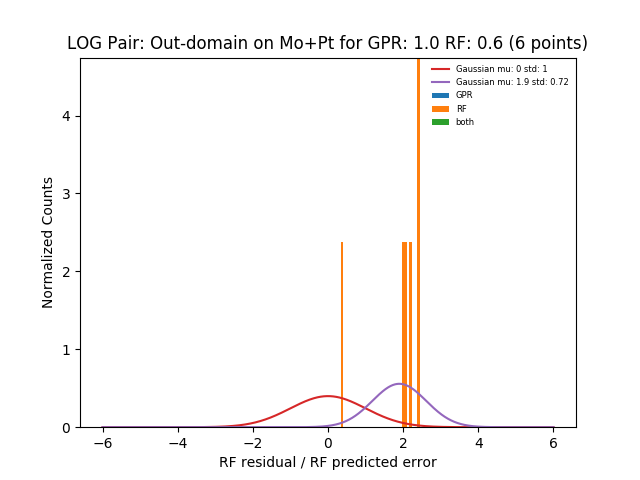 LOG Pair: Out-domain on Mo+Pt for GPR: 1.0 RF: 0.6 (6 points)
Gaussian mu: 0 std: 1
Gaussian mu: 1.9 std: 0.72
GPR
RF
both
Normalized Counts
4
3
2
1
0
−6 −4 −2 0 2 4 6
RF residual / RF predicted error